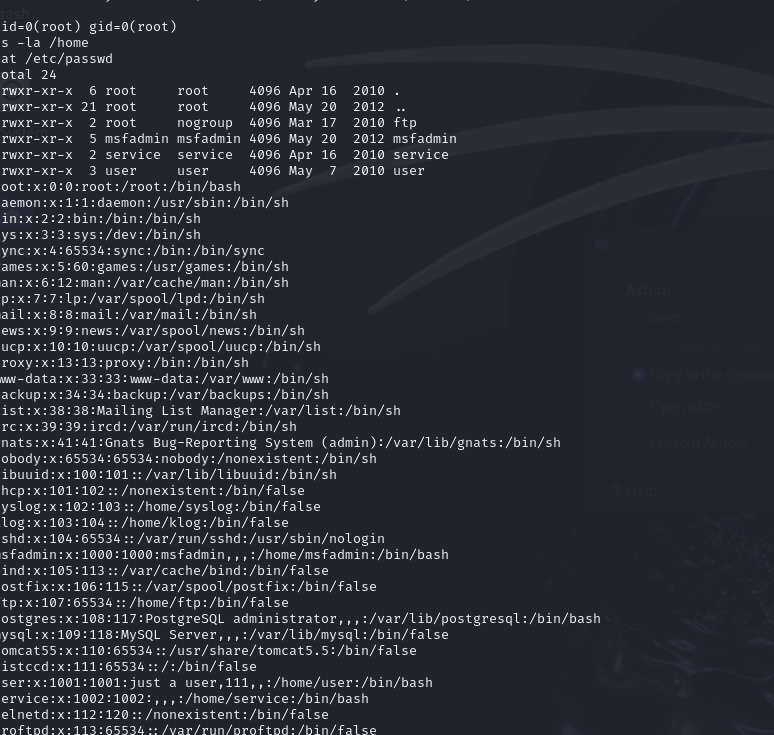 id=0(root) gid=0(root)
s -la /home
at /etc/passwd
otal 24
rwxr-xr-x  6 root     root     4096 Apr 16  2010 .
rwxr-xr-x 21 root     root     4096 May 20  2012 ..
rwxr-xr-x  2 root     nogroup  4096 Mar 17  2010 ftp
rwxr-xr-x  5 msfadmin msfadmin 4096 May 20  2012 msfadmin
rwxr-xr-x  2 service  service  4096 Apr 16  2010 service
rwxr-xr-x  3 user     user     4096 May  7  2010 user
oot:x:0:0:root:/root:/bin/bash
aemon:x:1:1:daemon:/usr/sbin:/bin/sh
in:x:2:2:bin:/bin:/bin/sh
ys:x:3:3:sys:/dev:/bin/sh
ync:x:4:65534:sync:/bin:/bin/sync
ames:x:5:60:games:/usr/games:/bin/sh
an:x:6:12:man:/var/cache/man:/bin/sh
p:x:7:7:lp:/var/spool/lpd:/bin/sh
ail:x:8:8:mail:/var/mail:/bin/sh
ews:x:9:9:news:/var/spool/news:/bin/sh
ucp:x:10:10:uucp:/var/spool/uucp:/bin/sh
roxy:x:13:13:proxy:/bin:/bin/sh
ww-data:x:33:33:www-data:/var/www:/bin/sh
ackup:x:34:34:backup:/var/backups:/bin/sh
ist:x:38:38:Mailing List Manager:/var/list:/bin/sh
rc:x:39:39:ircd:/var/run/ircd:/bin/sh
nats:x:41:41:Gnats Bug-Reporting System (admin):/var/lib/gnats:/bin/sh
obody:x:65534:65534:nobody:/nonexistent:/bin/sh
ibuuid:x:100:101::/var/lib/libuuid:/bin/sh
hcp:x:101:102::/nonexistent:/bin/false
yslog:x:102:103::/home/syslog:/bin/false
log:x:103:104::/home/klog:/bin/false
shd:x:104:65534::/var/run/sshd:/usr/sbin/nologin
sfadmin:x:1000:1000:msfadmin,,,:/home/msfadmin:/bin/bash
ind:x:105:113::/var/cache/bind:/bin/false
ostfix:x:106:115::/var/spool/postfix:/bin/false
tp:x:107:65534::/home/ftp:/bin/false
ostgres:x:108:117:PostgreSQL administrator,,,:/var/lib/postgresql:/bin/bash
ysql:x:109:118:MySQL Server,,,:/var/lib/mysql:/bin/false
omcat55:x:110:65534::/usr/share/tomcat5.5:/bin/false
istccd:x:111:65534::/:/bin/false
ser:x:1001:1001:just a user,111,,:/home/user:/bin/bash
ervice:x:1002:1002:,,,:/home/service:/bin/bash
elnetd:x:112:120::/nonexistent:/bin/false
roftpd:x:113:65534::/var/run/proftpd:/bin/false
Action
Save
Copy to the clipboard
Open with:
Custom Action:
Help